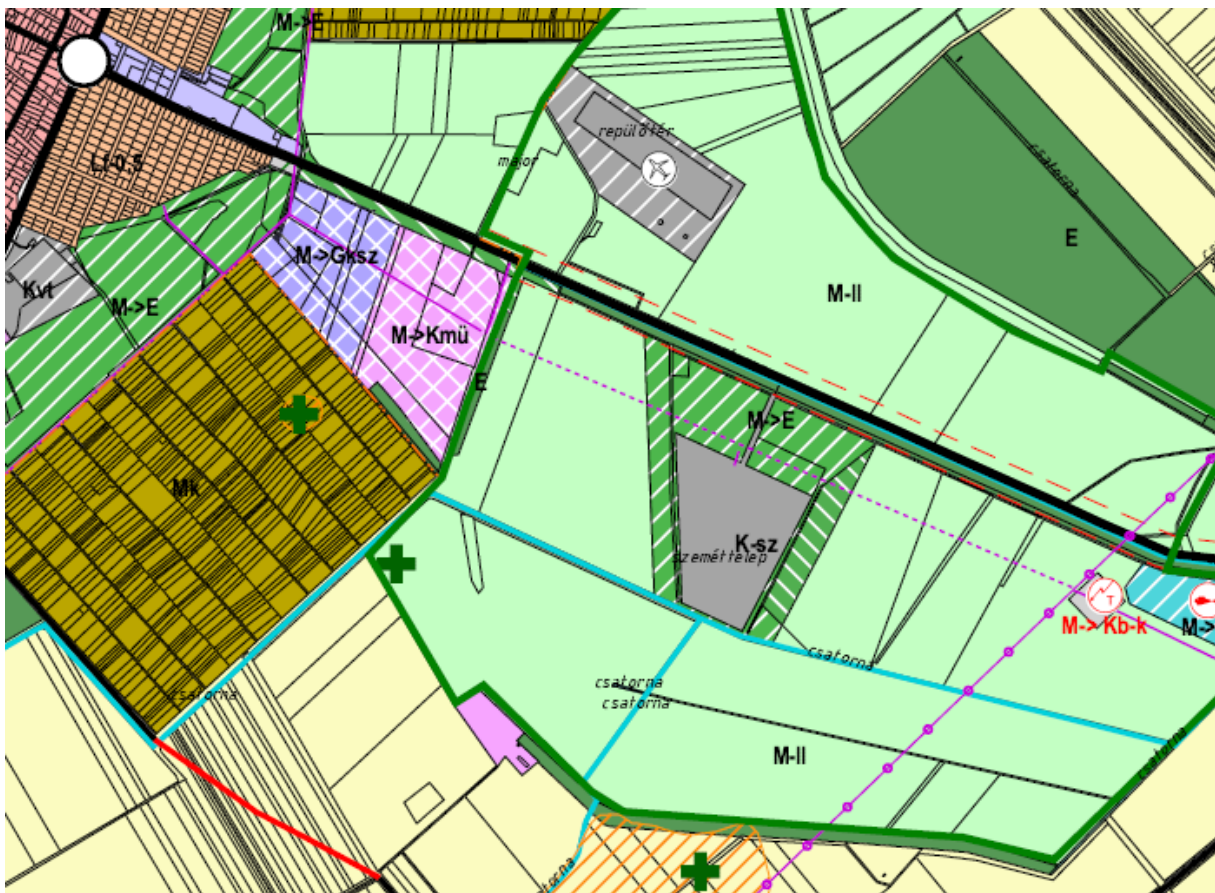 M->E
repülőtér
major
csatorna
Lf-0,5
E
M->Gksz
Kvt
M->E
M-II
M->Kmü
E
M->E
Mk
K-sz
szeméttelep
T
M-> Kb-k
M->
csatorna
csatorna
csatorna
csatorna
csatorna
M-II